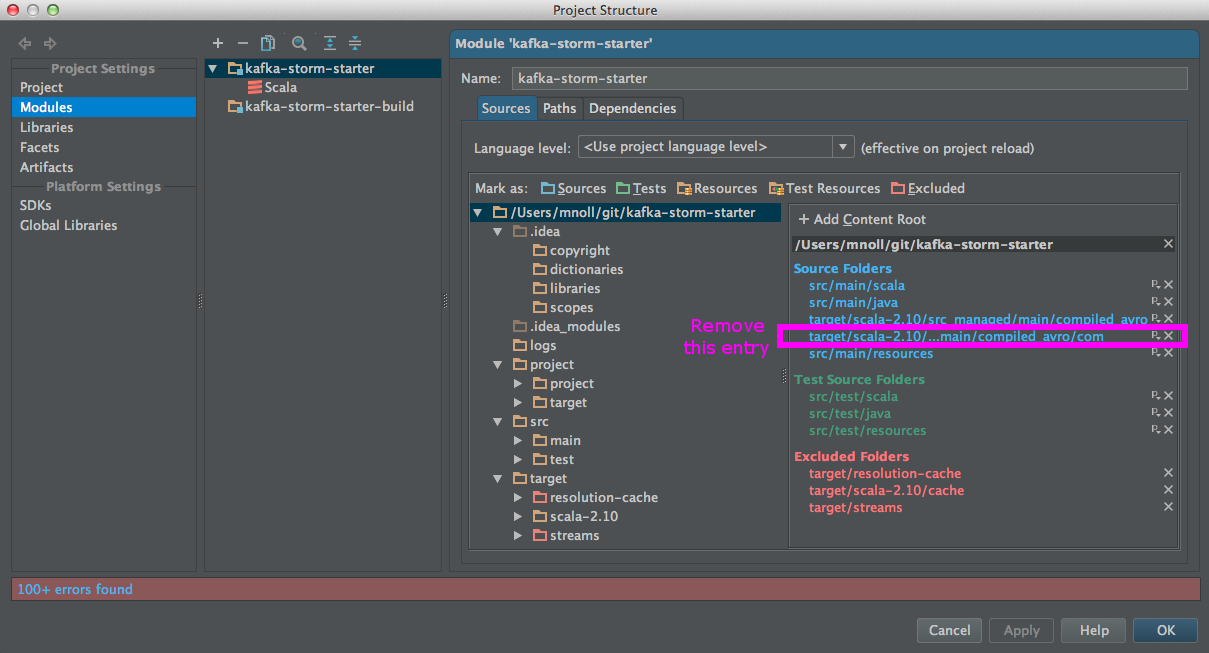 Project Structure
Project Settings
Project
Modules
Libraries
Facets
Artifacts
Platform Settings
SDKs
Global Libraries
kafka-storm-starter
Scala
kafka-storm-starter-build
Module 'kafka-storm-starter'
Name: kafka-storm-starter
Sources Paths Dependencies
Language level: <Use project language level> (effective on project reload)
Mark as: Sources Tests Resources Test Resources Excluded
/Users/mnoll/git/kafka-storm-starter
.idea
copyright
dictionaries
libraries
scopes
.idea_modules
logs
project
project
target
src
main
test
target
resolution-cache
scala-2.10
streams
+ Add Content Root
/Users/mnoll/git/kafka-storm-starter
Source Folders
src/main/scala
src/main/java
target/scala-2.10/src_managed/main/compiled_avro
target/scala-2.10/...main/compiled_avro/com
src/main/resources
Remove
this entry
Test Source Folders
src/test/scala
src/test/java
src/test/resources
Excluded Folders
target/resolution-cache
target/scala-2.10/cache
target/streams
100+ errors found
Cancel Apply Help OK